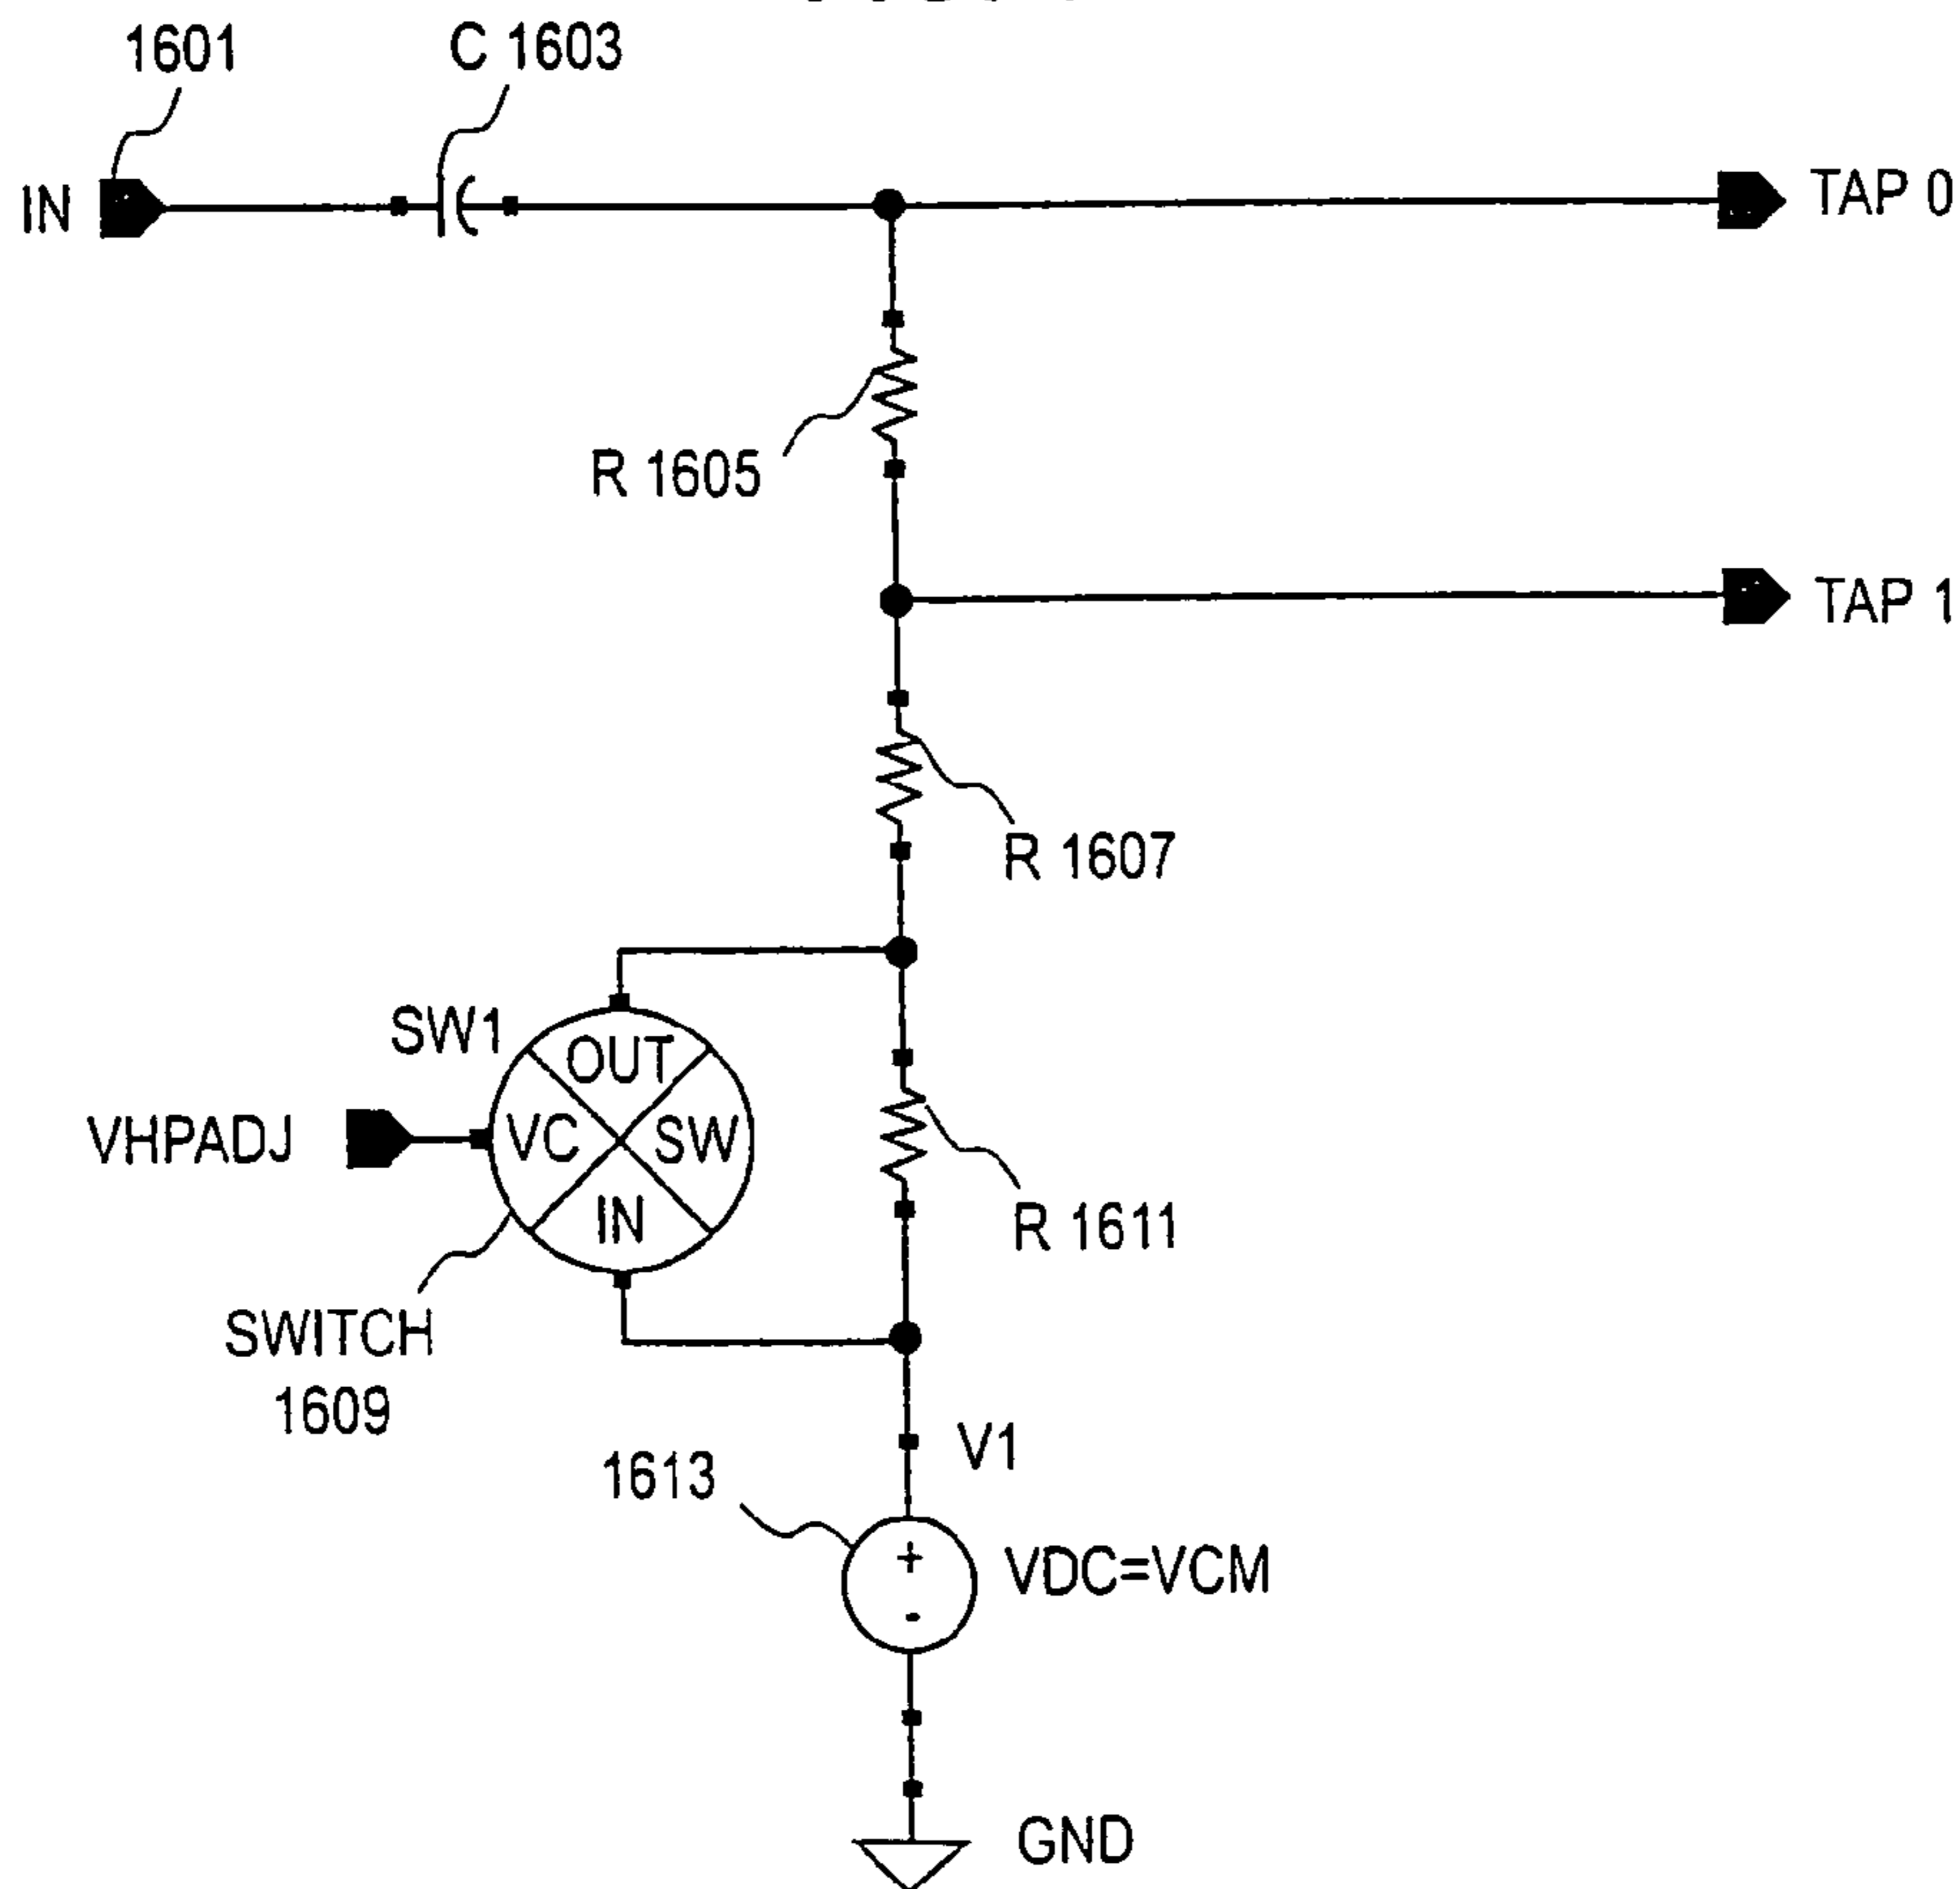 1601
C 1603
IN
TAP 0
R 1605
TAP 1
R 1607
SW1
OUT
VHPADJ
VC
SW
IN
R 1611
SWITCH
1609
V1
1613
+
VDC=VCM
-
GND